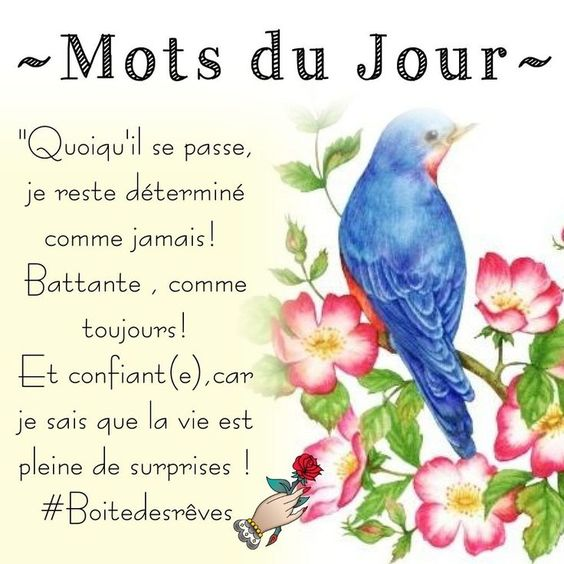 ~Mots du Jour~
"Quoiqu'il se passe,
je reste déterminé
comme jamais!
Battante , comme
toujours!
Et confiant(e),car
je sais que la vie est
pleine de surprises !
#Boitedesrêves